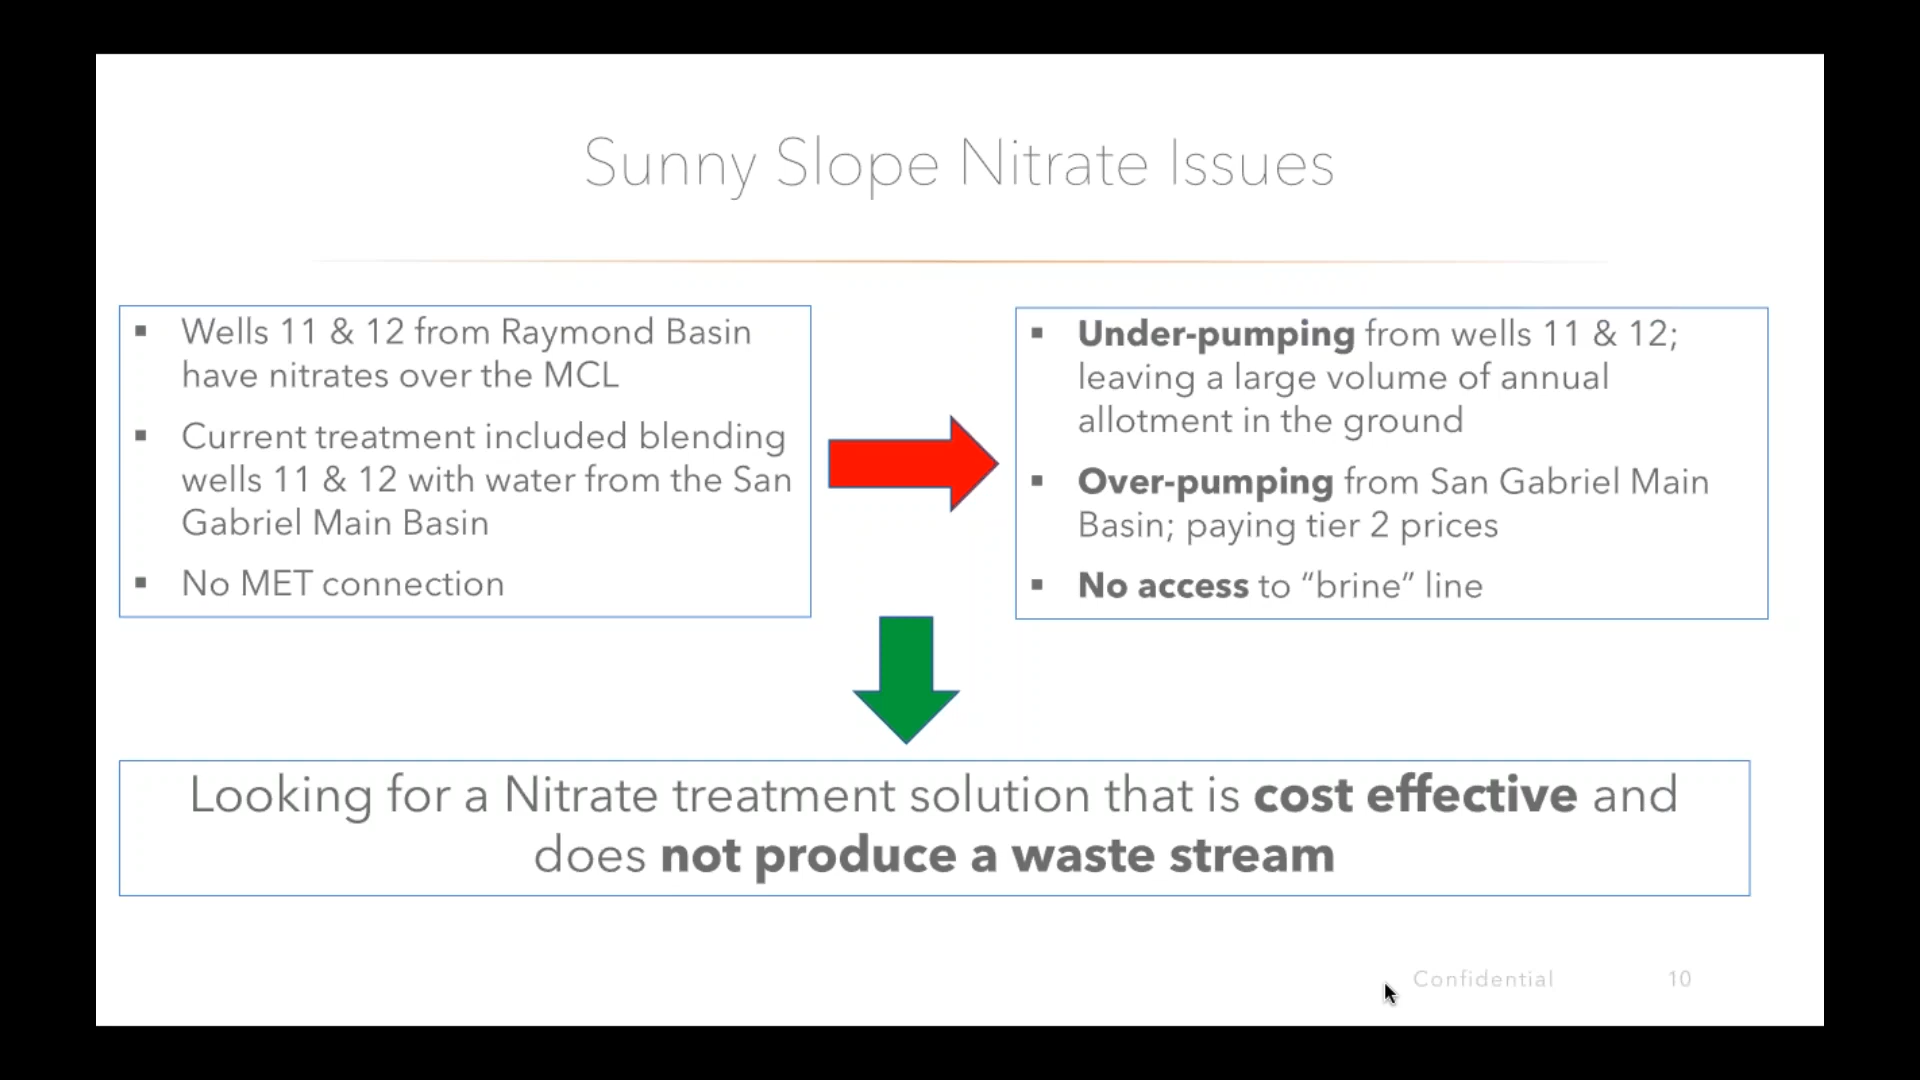 Sunny Slope Nitrate Issues
▪ Wells 11 & 12 from Raymond Basin
have nitrates over the MCL
▪ Current treatment included blending
wells 11 & 12 with water from the San
Gabriel Main Basin
▪ No MET connection
▪ Under-pumping from wells 11 & 12;
leaving a large volume of annual
allotment in the ground
▪ Over-pumping from San Gabriel Main
Basin; paying tier 2 prices
▪ No access to “brine” line
Looking for a Nitrate treatment solution that is cost effective and
does not produce a waste stream
Confidential 10